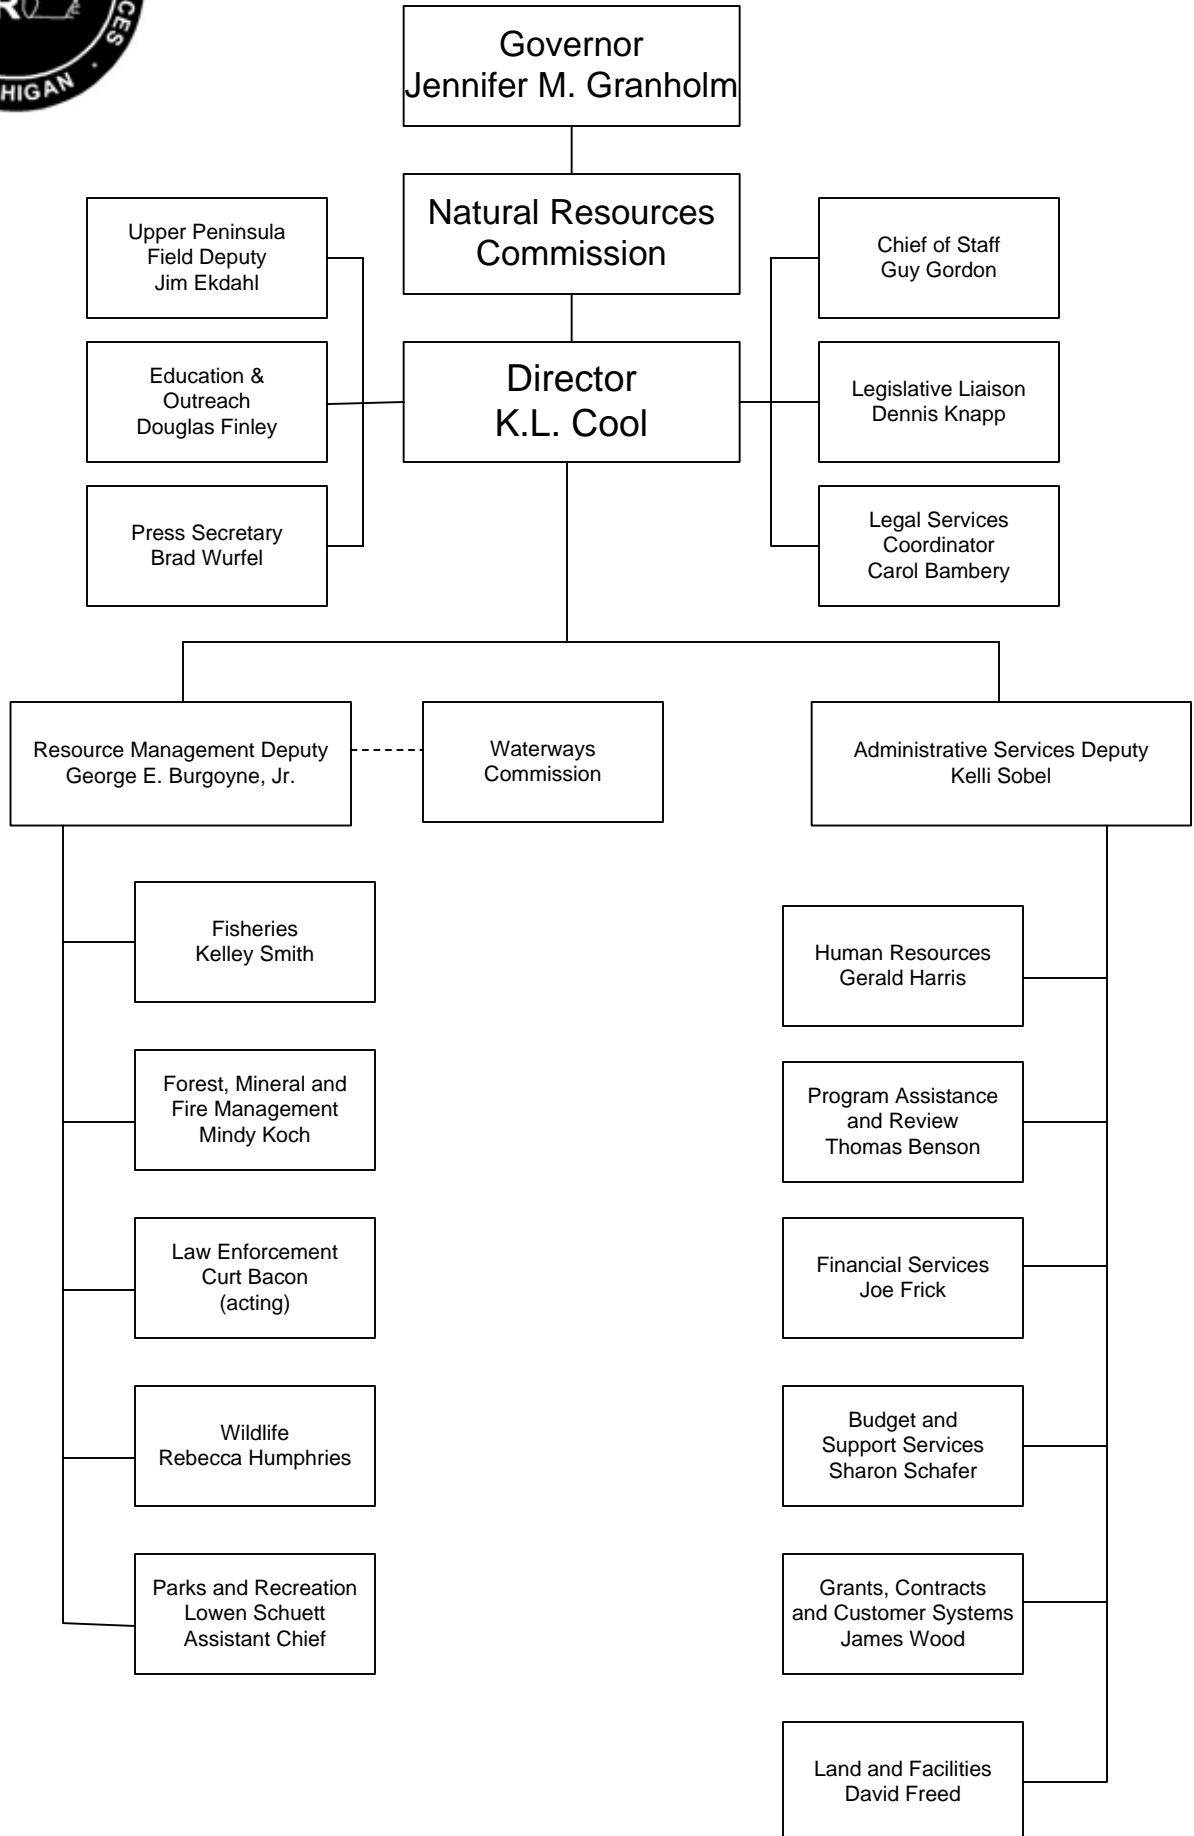 R
CES
HIGAN
Governor
Jennifer M. Granholm
Natural Resources
Commission
Upper Peninsula
Field Deputy
Jim Ekdahl
Chief of Staff
Guy Gordon
Education &
Outreach
Douglas Finley
Director
K.L. Cool
Legislative Liaison
Dennis Knapp
Press Secretary
Brad Wurfel
Legal Services
Coordinator
Carol Bambery
Resource Management Deputy
George E. Burgoyne, Jr.
Waterways
Commission
Administrative Services Deputy
Kelli Sobel
Fisheries
Kelley Smith
Forest, Mineral and
Fire Management
Mindy Koch
Law Enforcement
Curt Bacon
(acting)
Wildlife
Rebecca Humphries
Parks and Recreation
Lowen Schuett
Assistant Chief
Human Resources
Gerald Harris
Program Assistance
and Review
Thomas Benson
Financial Services
Joe Frick
Budget and
Support Services
Sharon Schafer
Grants, Contracts
and Customer Systems
James Wood
Land and Facilities
David Freed